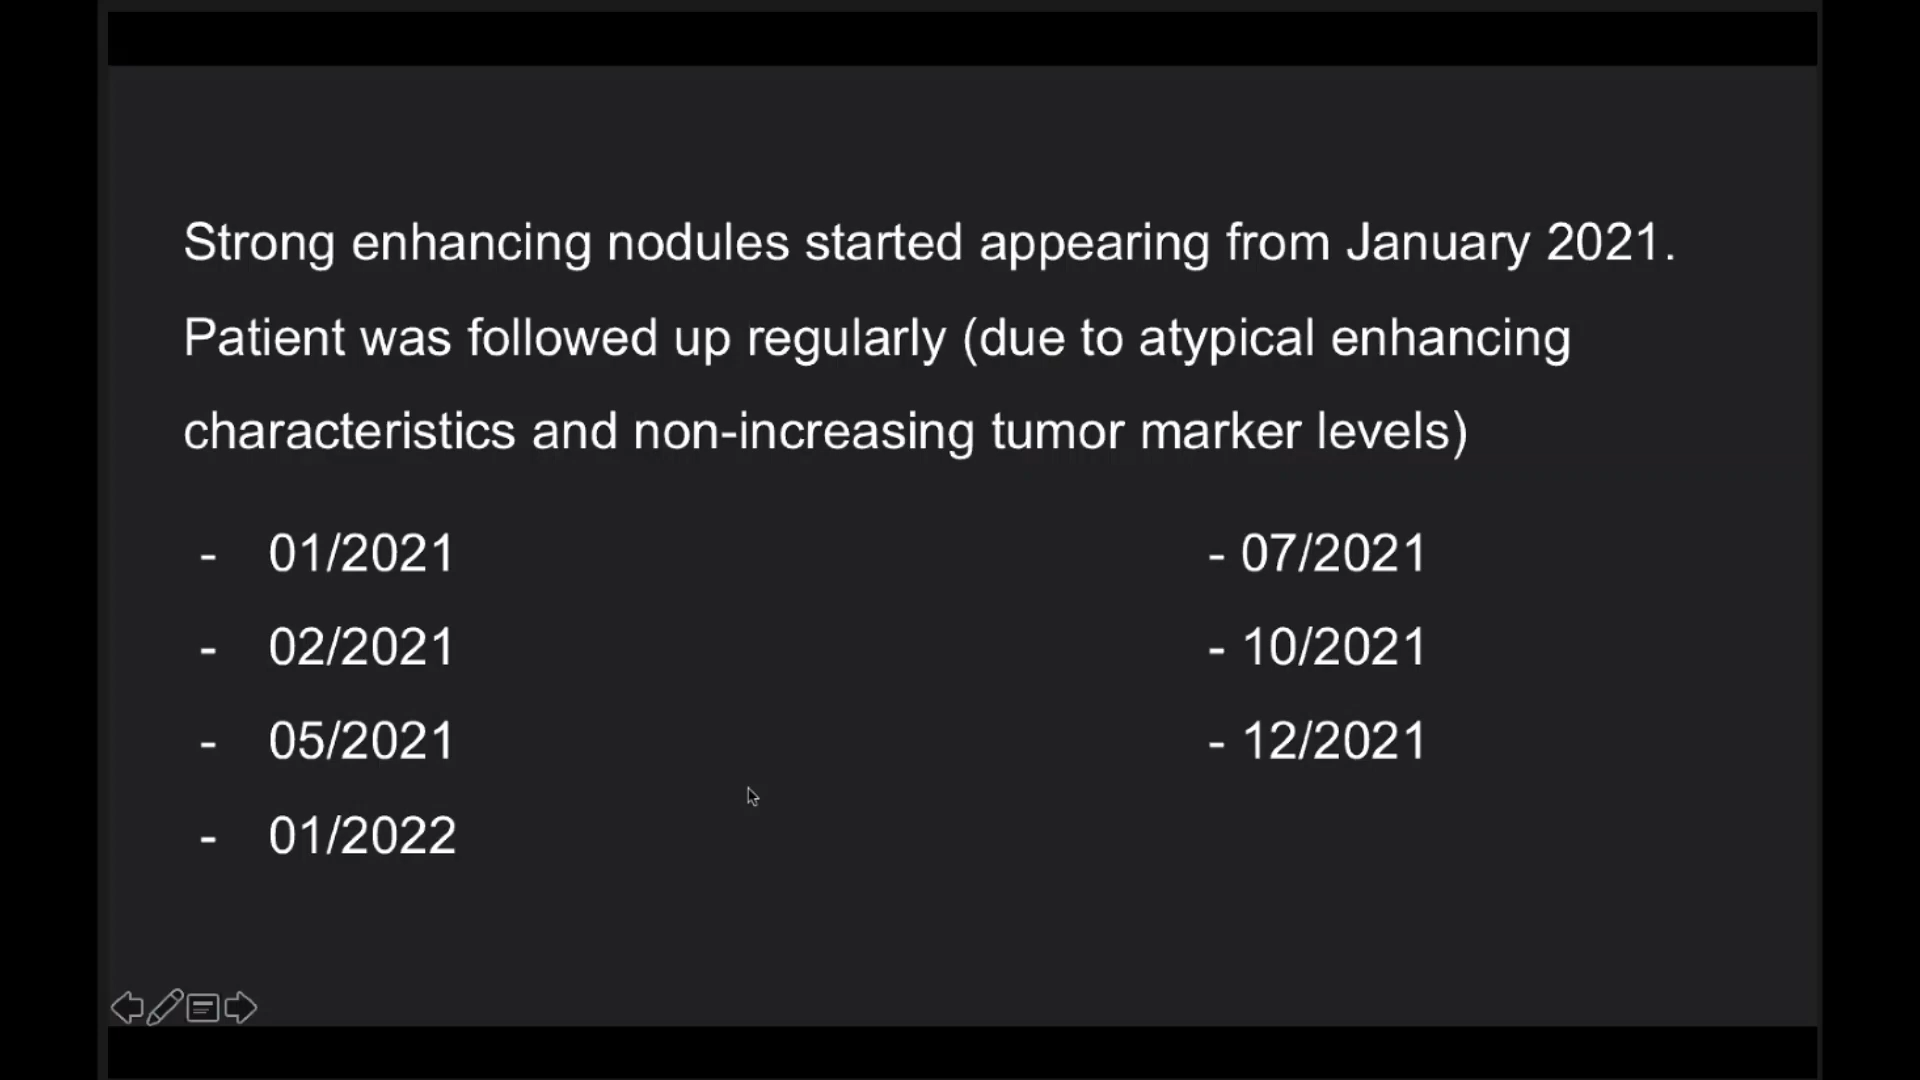 Strong enhancing nodules started appearing from January 2021.
Patient was followed up regularly (due to atypical enhancing
characteristics and non-increasing tumor marker levels)
- 01/2021
- 02/2021
- 05/2021
- 01/2022
- 07/2021
- 10/2021
- 12/2021